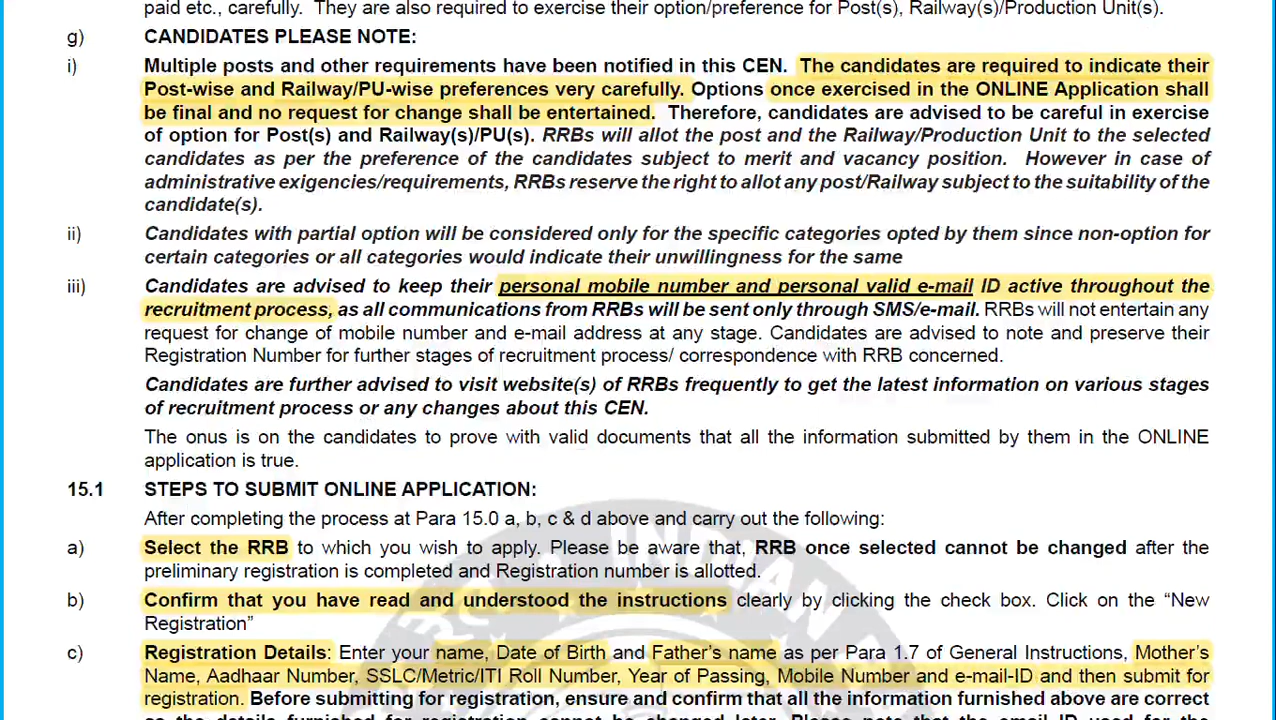 paid etc., carefully. They are also required to exercise their option/preference for Post(s), Railway(s)/Production Unit(s).
g) CANDIDATES PLEASE NOTE:
i) Multiple posts and other requirements have been notified in this CEN. The candidates are required to indicate their
Post-wise and Railway/PU-wise preferences very carefully. Options once exercised in the ONLINE Application shall
be final and no request for change shall be entertained. Therefore, candidates are advised to be careful in exercise
of option for Post(s) and Railway(s)/PU(s). RRBs will allot the post and the Railway/Production Unit to the selected
candidates as per the preference of the candidates subject to merit and vacancy position. However in case of
administrative exigencies/requirements, RRBs reserve the right to allot any post/Railway subject to the suitability of the
candidate(s).
ii) Candidates with partial option will be considered only for the specific categories opted by them since non-option for
certain categories or all categories would indicate their unwillingness for the same
iii) Candidates are advised to keep their personal mobile number and personal valid e-mail ID active throughout the
recruitment process, as all communications from RRBs will be sent only through SMS/e-mail. RRBs will not entertain any
request for change of mobile number and e-mail address at any stage. Candidates are advised to note and preserve their
Registration Number for further stages of recruitment process/ correspondence with RRB concerned.
Candidates are further advised to visit website(s) of RRBs frequently to get the latest information on various stages
of recruitment process or any changes about this CEN.
The onus is on the candidates to prove with valid documents that all the information submitted by them in the ONLINE
application is true.
15.1 STEPS TO SUBMIT ONLINE APPLICATION:
After completing the process at Para 15.0 a, b, c & d above and carry out the following:
a) Select the RRB to which you wish to apply. Please be aware that, RRB once selected cannot be changed after the
preliminary registration is completed and Registration number is allotted.
b) Confirm that you have read and understood the instructions clearly by clicking the check box. Click on the “New
Registration”
c) Registration Details: Enter your name, Date of Birth and Father’s name as per Para 1.7 of General Instructions, Mother’s
Name, Aadhaar Number, SSLC/Metric/ITI Roll Number, Year of Passing, Mobile Number and e-mail-ID and then submit for
registration. Before submitting for registration, ensure and confirm that all the information furnished above are correct
as the details furnished for registration cannot be changed later. Please note that the email ID used for the